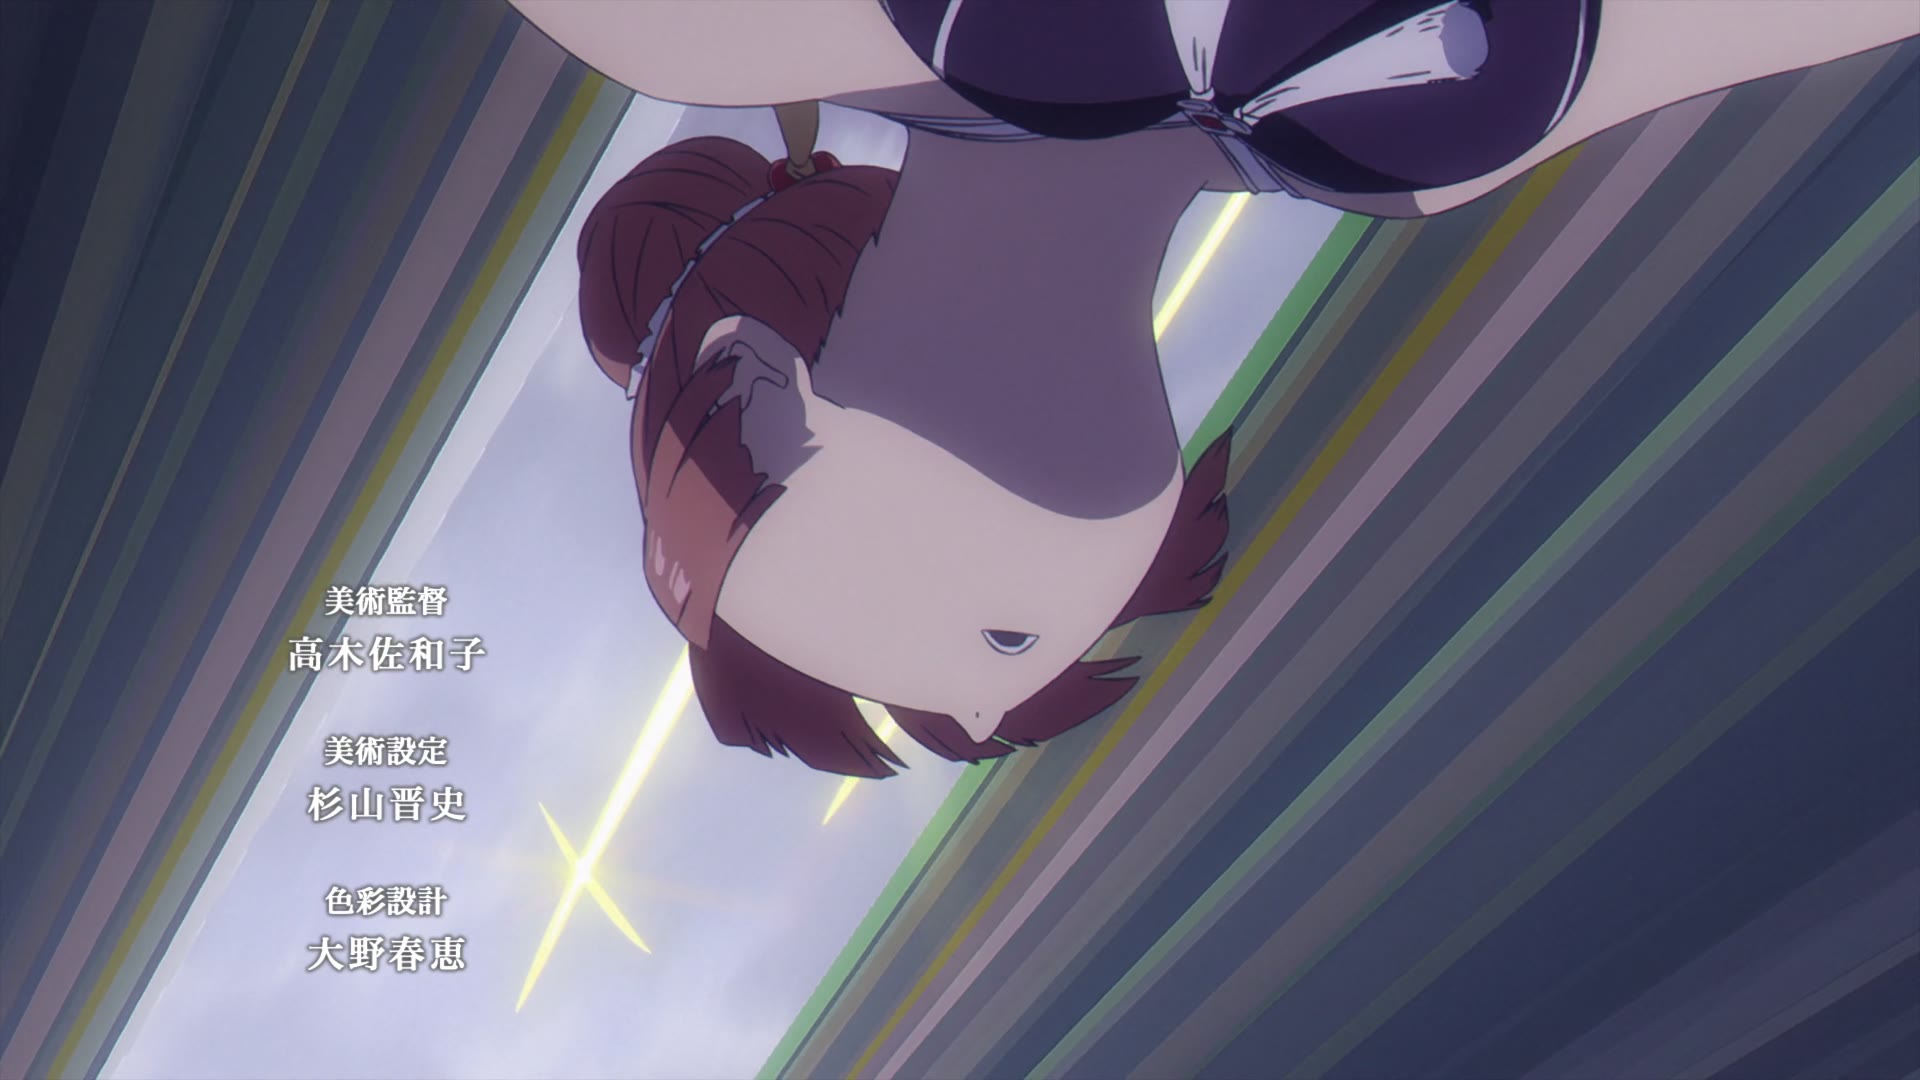 美術監督
高木佐和子
美術設定
杉山晋史
色彩設計
大野春恵